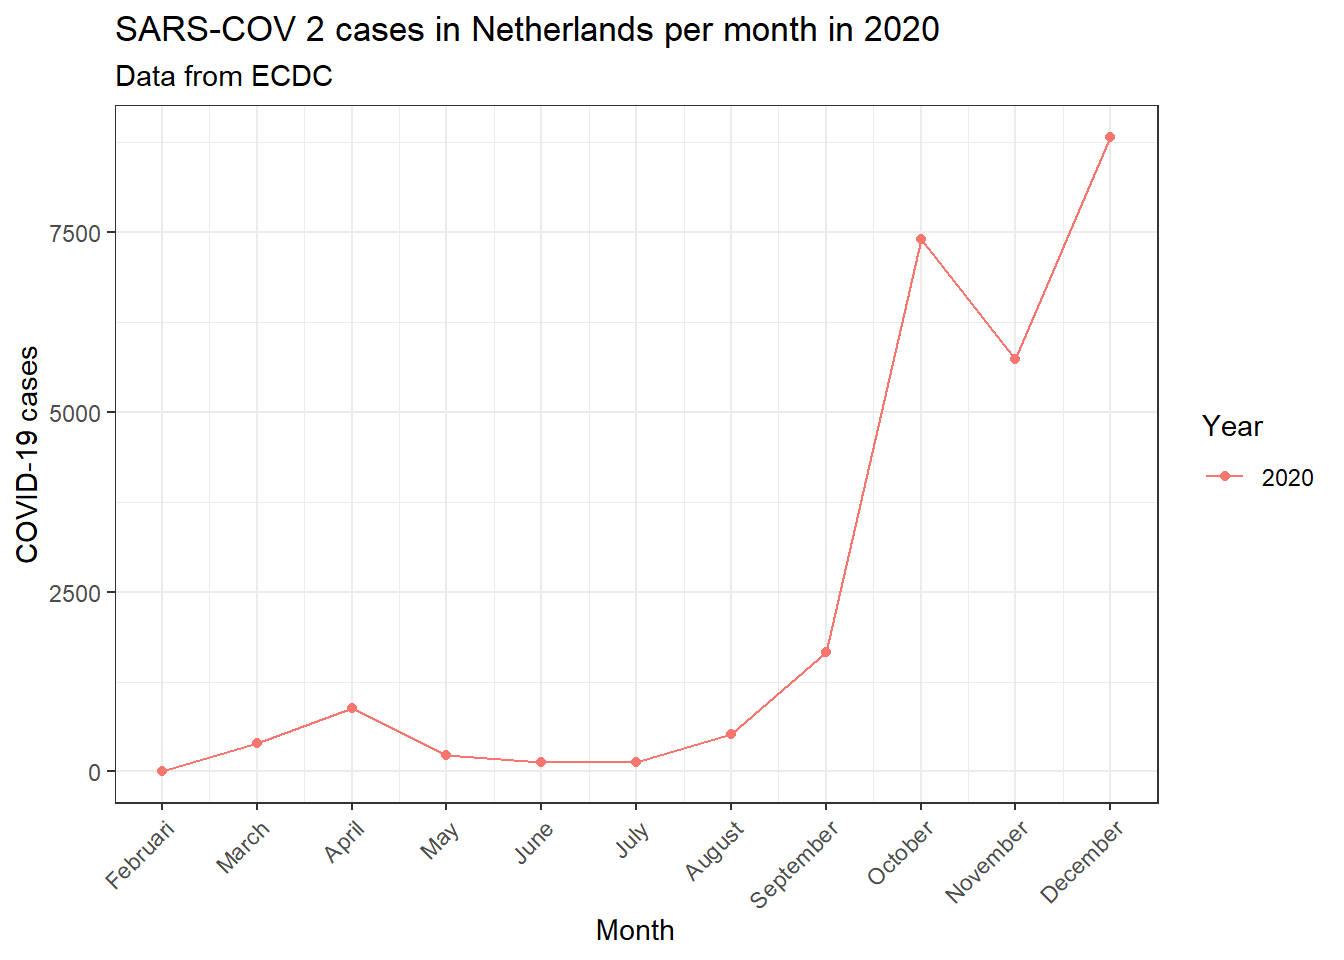 SARS-COV 2 cases in Netherlands per month in 2020
Data from ECDC
COVID-19 cases
7500
5000
2500
0
Februari
March
April
May
June
July
August
September
October
November
December
Month
Year
2020